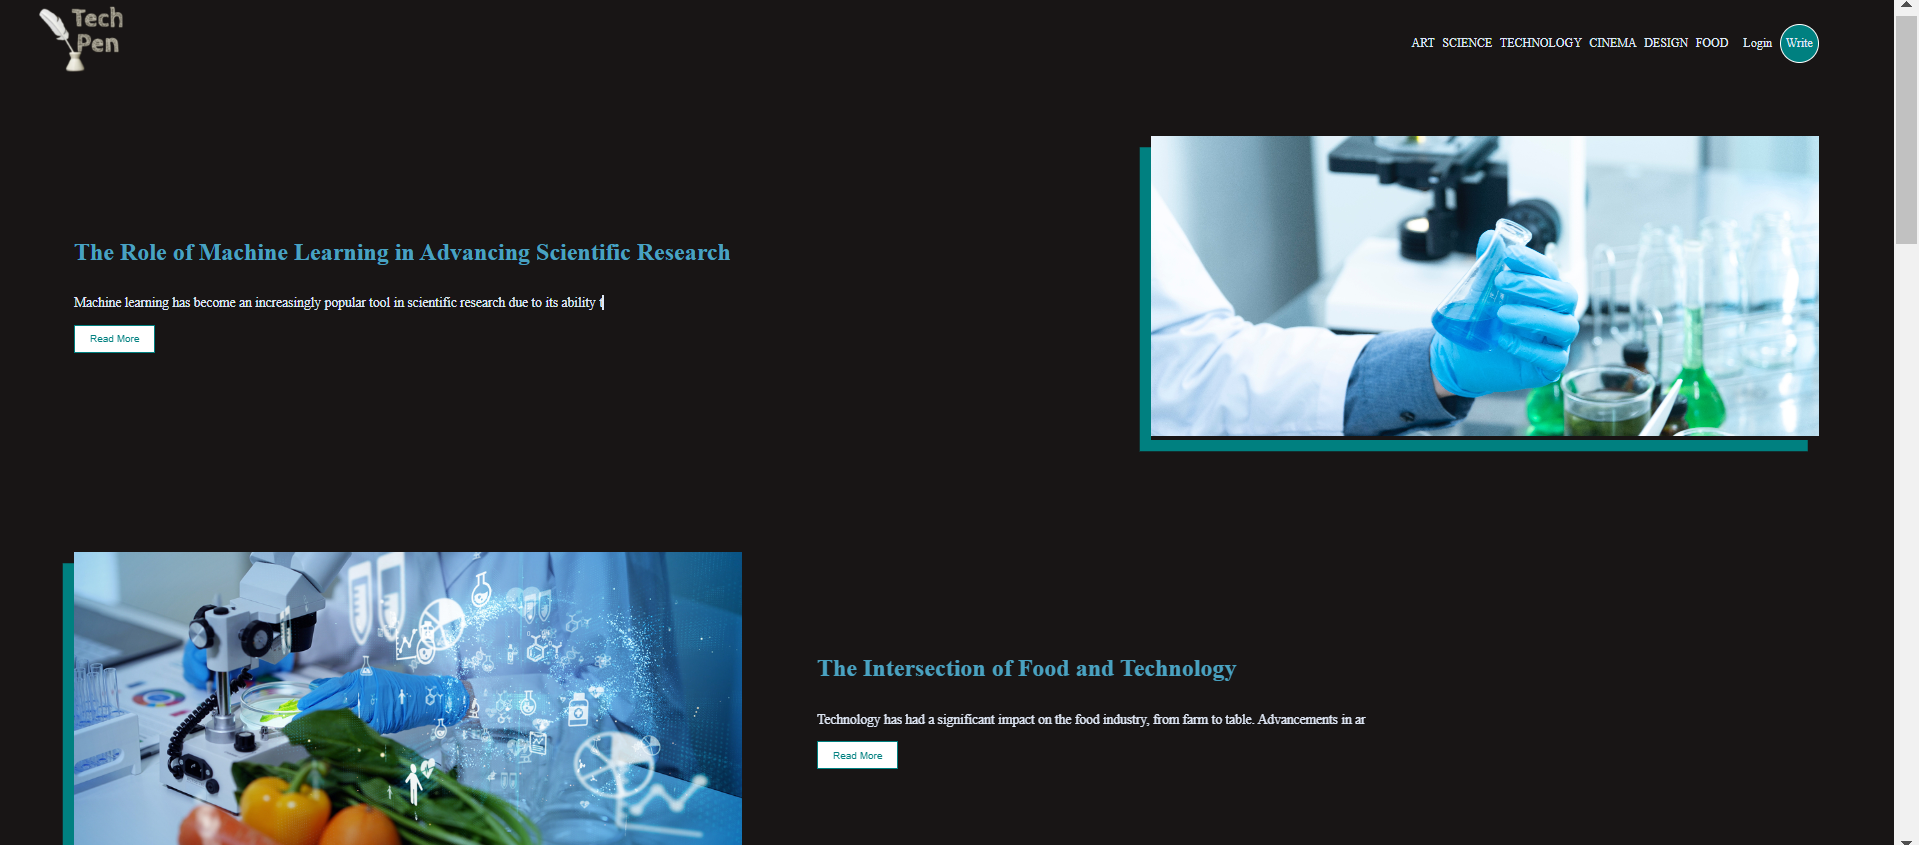 Tech
Pen
ART SCIENCE TECHNOLOGY CINEMA DESIGN FOOD Login Write
The Role of Machine Learning in Advancing Scientific Research
Machine learning has become an increasingly popular tool in scientific research due to its ability t
Read More
The Intersection of Food and Technology
Technology has had a significant impact on the food industry, from farm to table. Advancements in ar
Read More